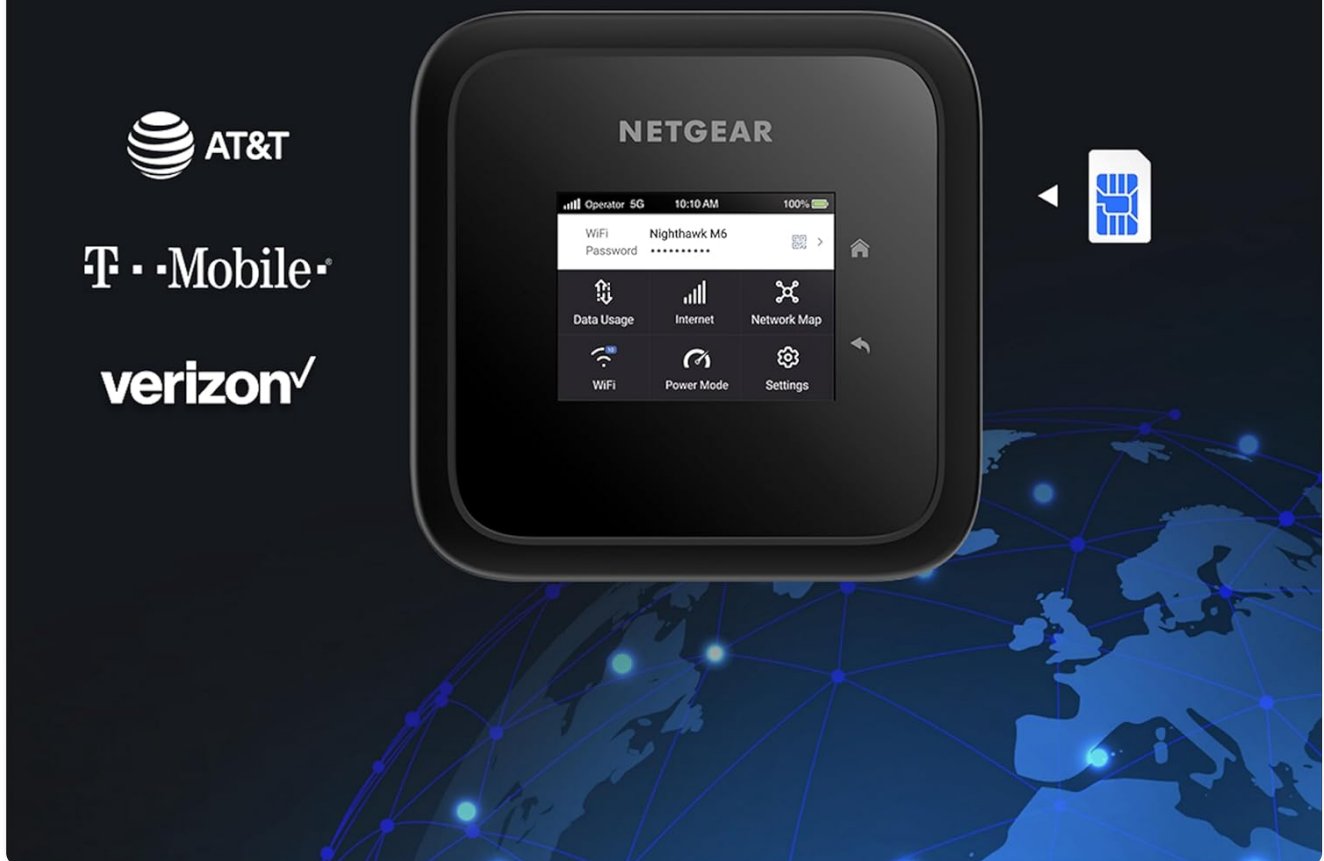 NETGEAR
AT&T
T-Mobile
verizon
Operator 5G 10:10 AM 100%
WiFi Nighthawk M6
Password ••••••••••
Data Usage Internet Network Map
WiFi Power Mode Settings